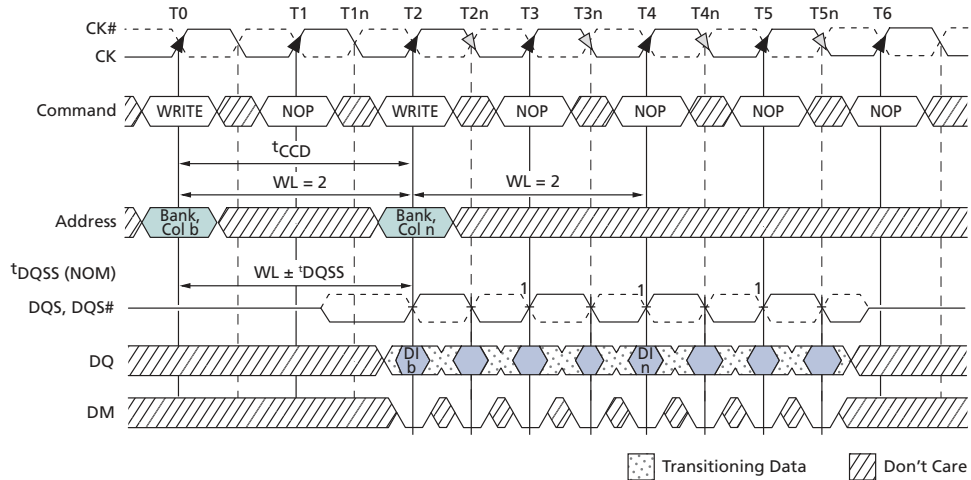 T0 T1 T1n T2 T2n T3 T3n T4 T4n T5 T5n T6
CK#
CK
Command WRITE NOP WRITE NOP NOP NOP NOP
tCCD
WL = 2 WL = 2
Address Bank, Col b Bank, Col n
tDQSS (NOM) WL ± tDQSS
DQS, DQS# 1 1 1
DQ DI b DI n
DM
Transitioning Data Don't Care